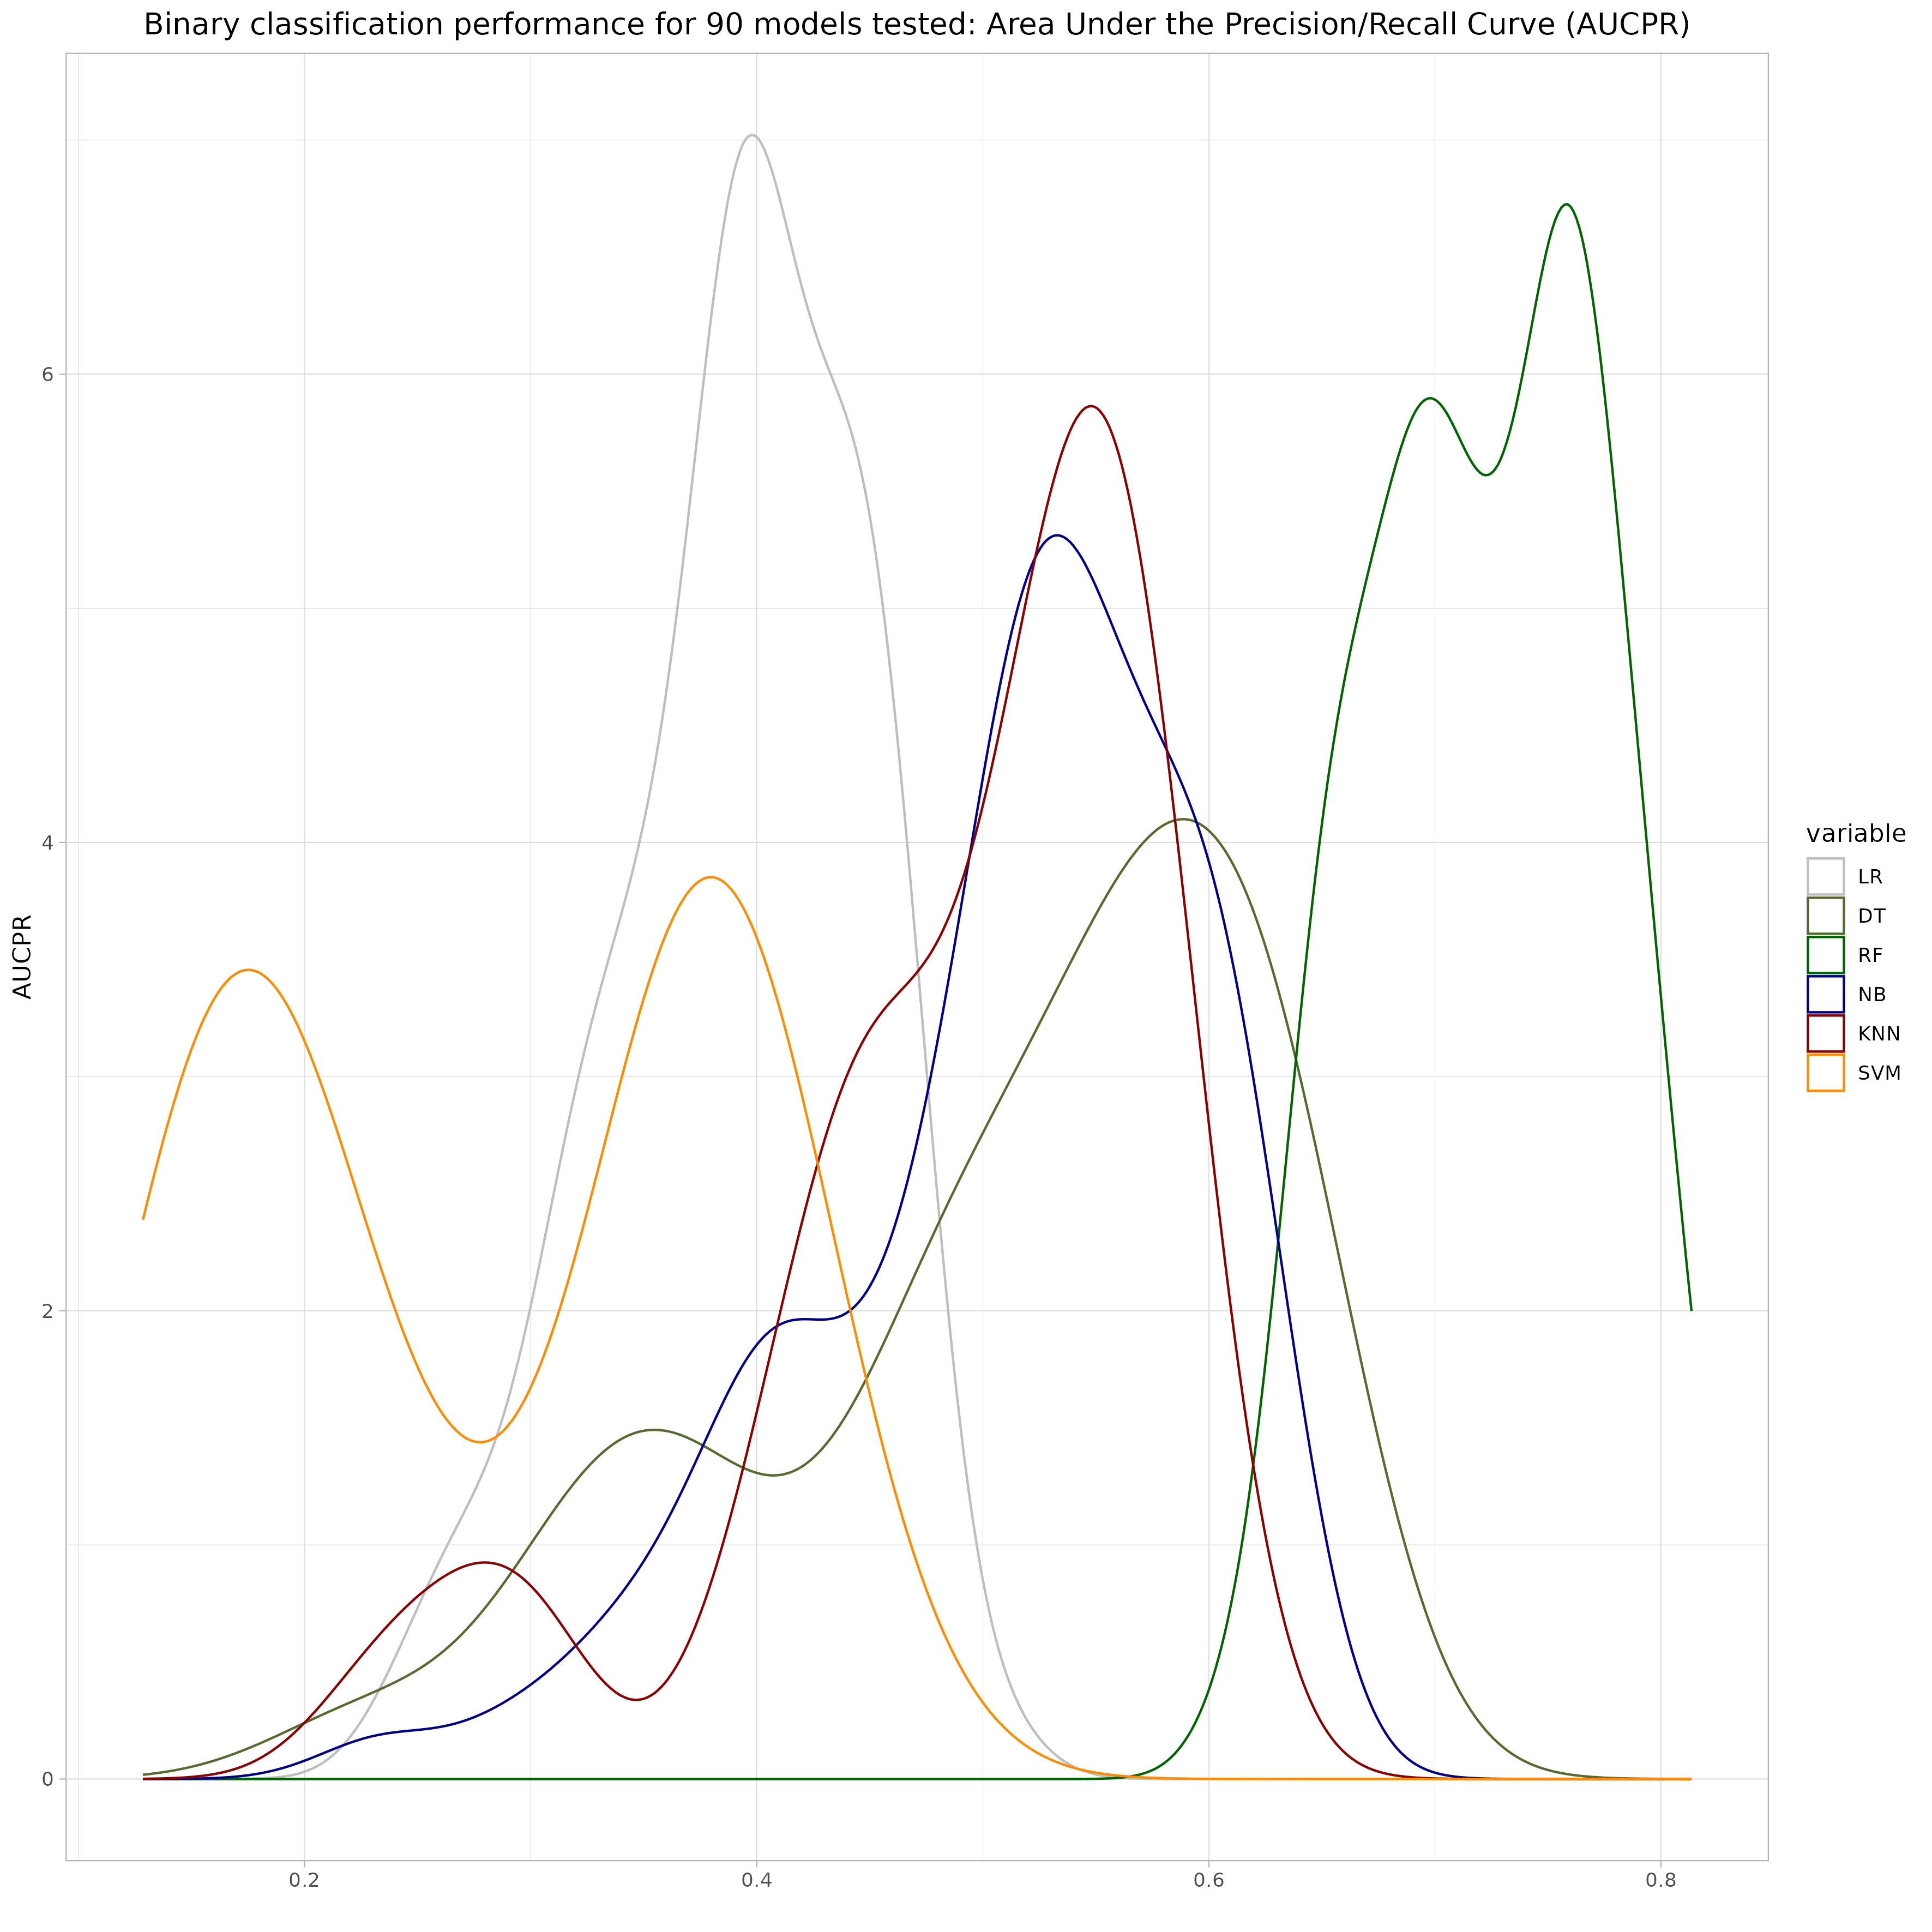 Binary classification performance for 90 models tested: Area Under the Precision/Recall Curve (AUCPR)
6
4
2
0
AUCPR
0.2 0.4 0.6 0.8
variable
LR
DT
RF
NB
KNN
SVM